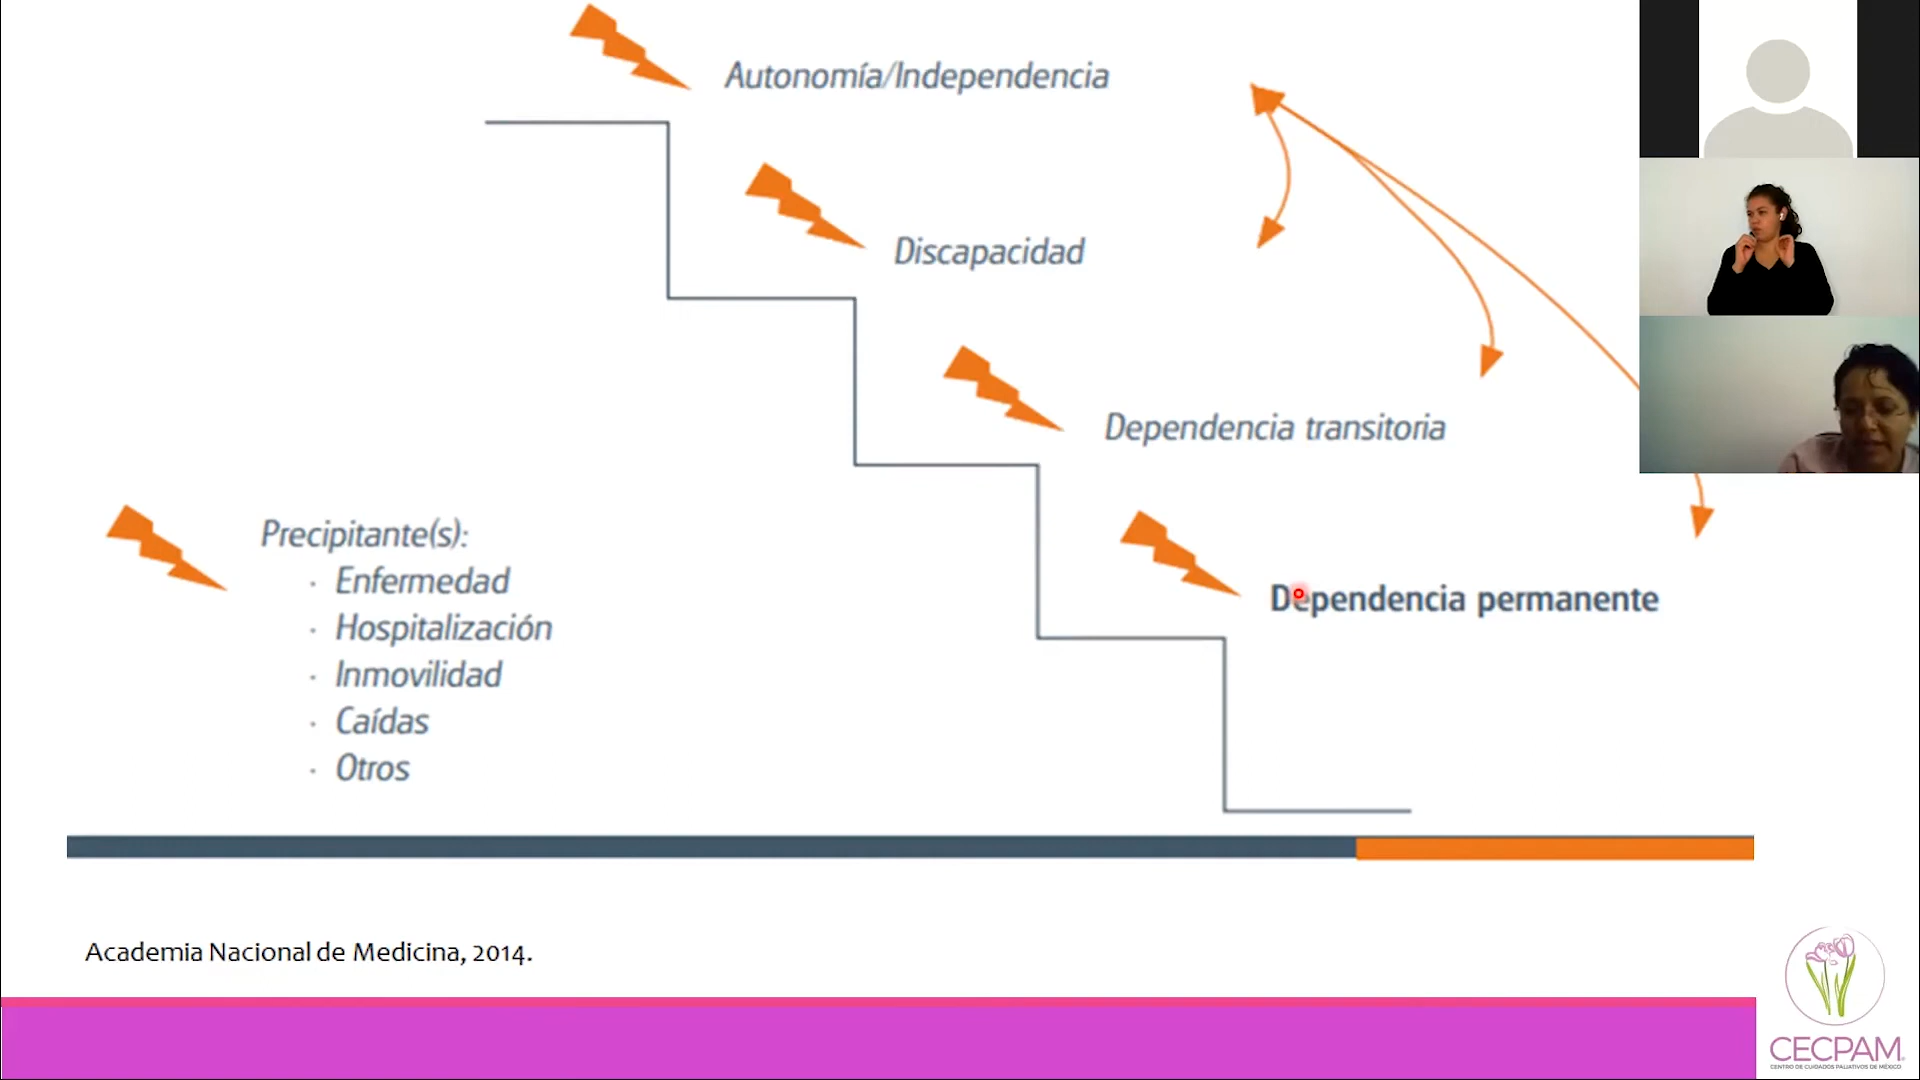 Autonomía/Independencia
Discapacidad
Dependencia transitoria
Dependencia permanente
Precipitante(s):
· Enfermedad
· Hospitalización
· Inmovilidad
· Caídas
· Otros
Academia Nacional de Medicina, 2014.
CECPAM
CENTRO DE CUIDADOS PALIATIVOS DE MÉXICO